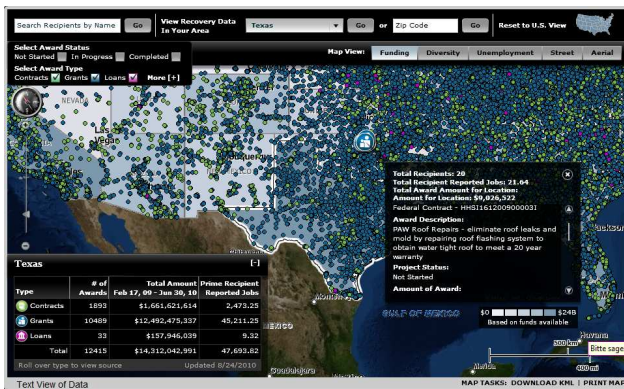 Search Recipients by Name
Go
View Recovery Data
In Your Area
Texas
Go
or
Zip Code
Go
Reset to U.S. View
Select Award Status
Not Started
In Progress
Completed
Select Award Type
Contracts
Grants
Loans
More [+]
Map View:
Funding
Diversity
Unemployment
Street
Aerial
NEVADA
Las
Vegas
Total Recipients: 20
Total Recipient Reported Jobs: 21.64
Total Award Amount for Location:
Amount for Location: $9,026,522
Federal Contract - HHSI161200900003I
Award Description:
PAW Roof Repairs - eliminate roof leaks and
mold by repairing roof flashing system to
obtain water tight roof to meet a 20 year
warranty
Project Status:
Not Started
Amount of Award:
Texas
[-]
Type
# of
Awards
Total Amount
Feb 17, 09 - Jun 30, 10
Prime Recipient
Reported Jobs
Contracts 1893 $1,661,621,614 2,473.25
Grants 10489 $12,492,475,337 45,211.25
Loans 33 $157,946,039 9.32
Total 12415 $14,312,042,991 47,693.82
Roll over type to view source
Updated 8/24/2010
GULF OF MEXICO
$0
$24B
Based on funds available
Havana
500 km
400 mi
Bitte sage
Merida
Guadalajara
Text View of Data
MAP TASKS: DOWNLOAD KML | PRINT MAP